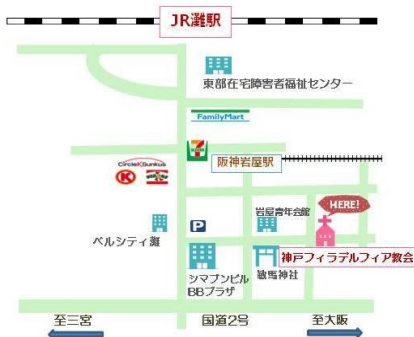 JR灘駅
東部在宅障害者福祉センター
FamilyMart
阪神岩屋駅
CircleK Sunkus
K
HERE!
岩屋青年会館
P
ベルシティ灘
神戸フィラデルフィア教会
シマブンビル
BBプラザ
敏馬神社
至三宮
国道2号
至大阪